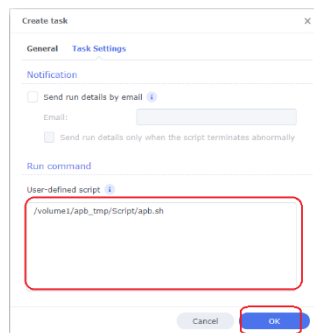 Create task
General Task Settings
Notification
Send run details by email
Email:
Send run details only when the script terminates abnormally
Run command
User-defined script
/volume1/apb_tmp/Script/apb.sh
Cancel OK